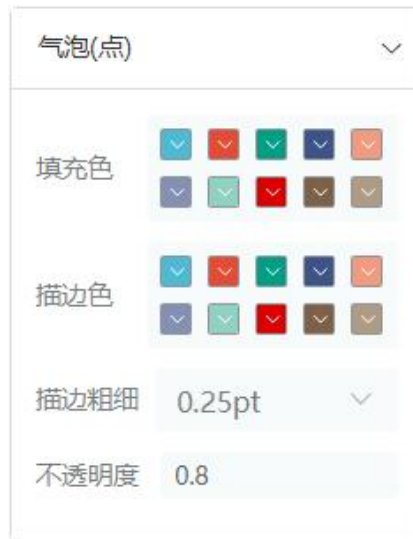 气泡(点)
填充色
描边色
描边粗细 0.25pt
不透明度 0.8